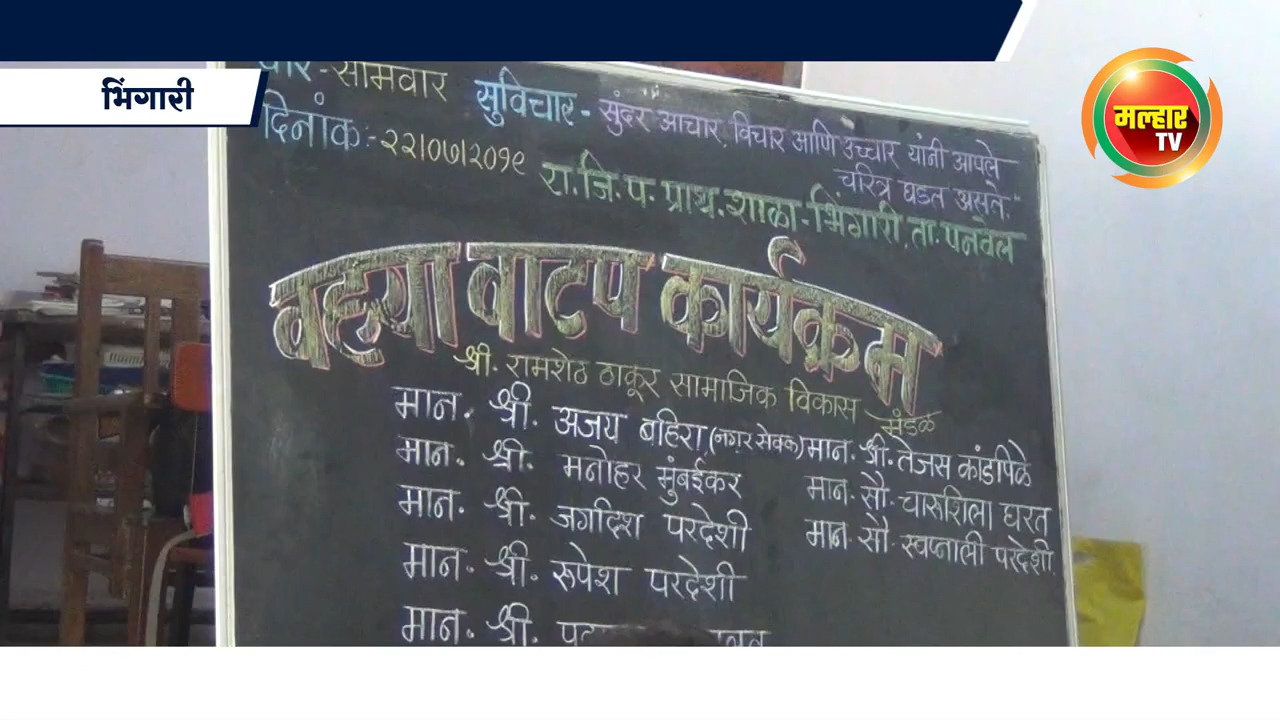 भिंगारी
मल्हार
TV
वार-सोमवार
सुविचार - सुंदर आचार, विचार आणि उच्चार यांनी आपले
चरित्र घडत असते."
दिनांक:- २२।०७।२०१९
रा.जि.प. प्राथ. शाळा-भिंगारी, ता. पनवेल
वह्या वाटप कार्यक्रम
श्री. रामशेठ ठाकूर सामाजिक विकास मंडळ
मान. श्री. अजय बहिरा,(नगरसेवक) मान. श्री. तेजस कांडपिळे
मान. श्री. मनोहर मुंबईकर मान. सौ. चारुशिला घरत
मान. श्री. जगदिश परदेशी मान. सौ. स्वप्नाली परदेशी
मान. श्री. रूपेश परदेशी
मान. श्री.